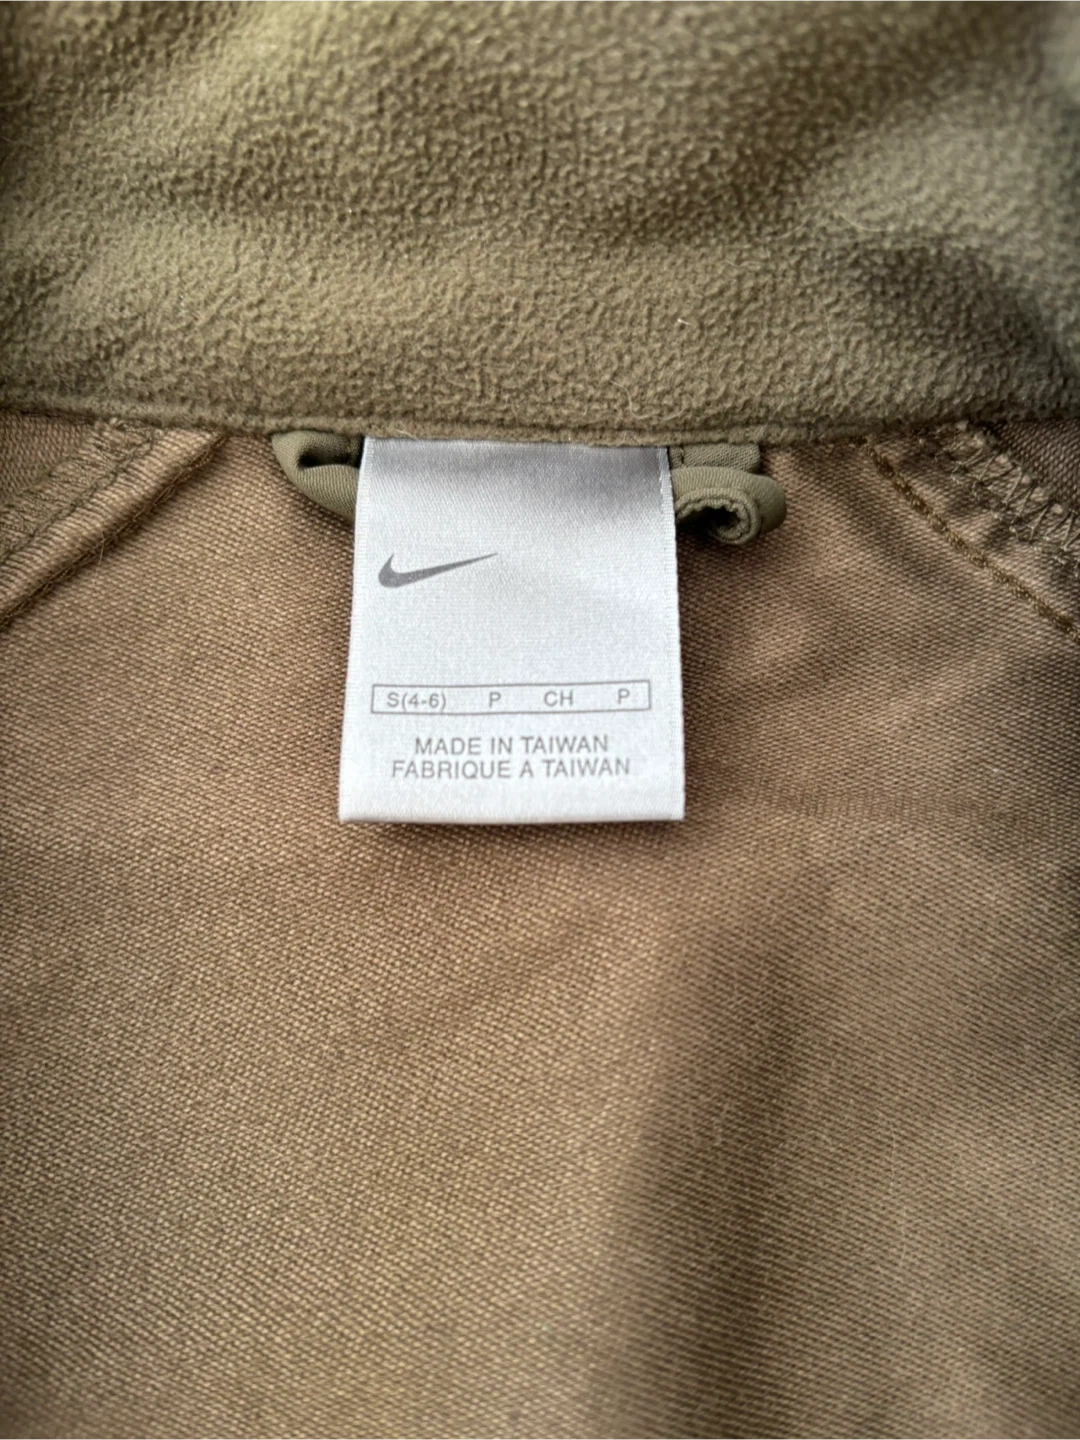 S(4-6) P CH P
MADE IN TAIWAN
FABRIQUE A TAIWAN